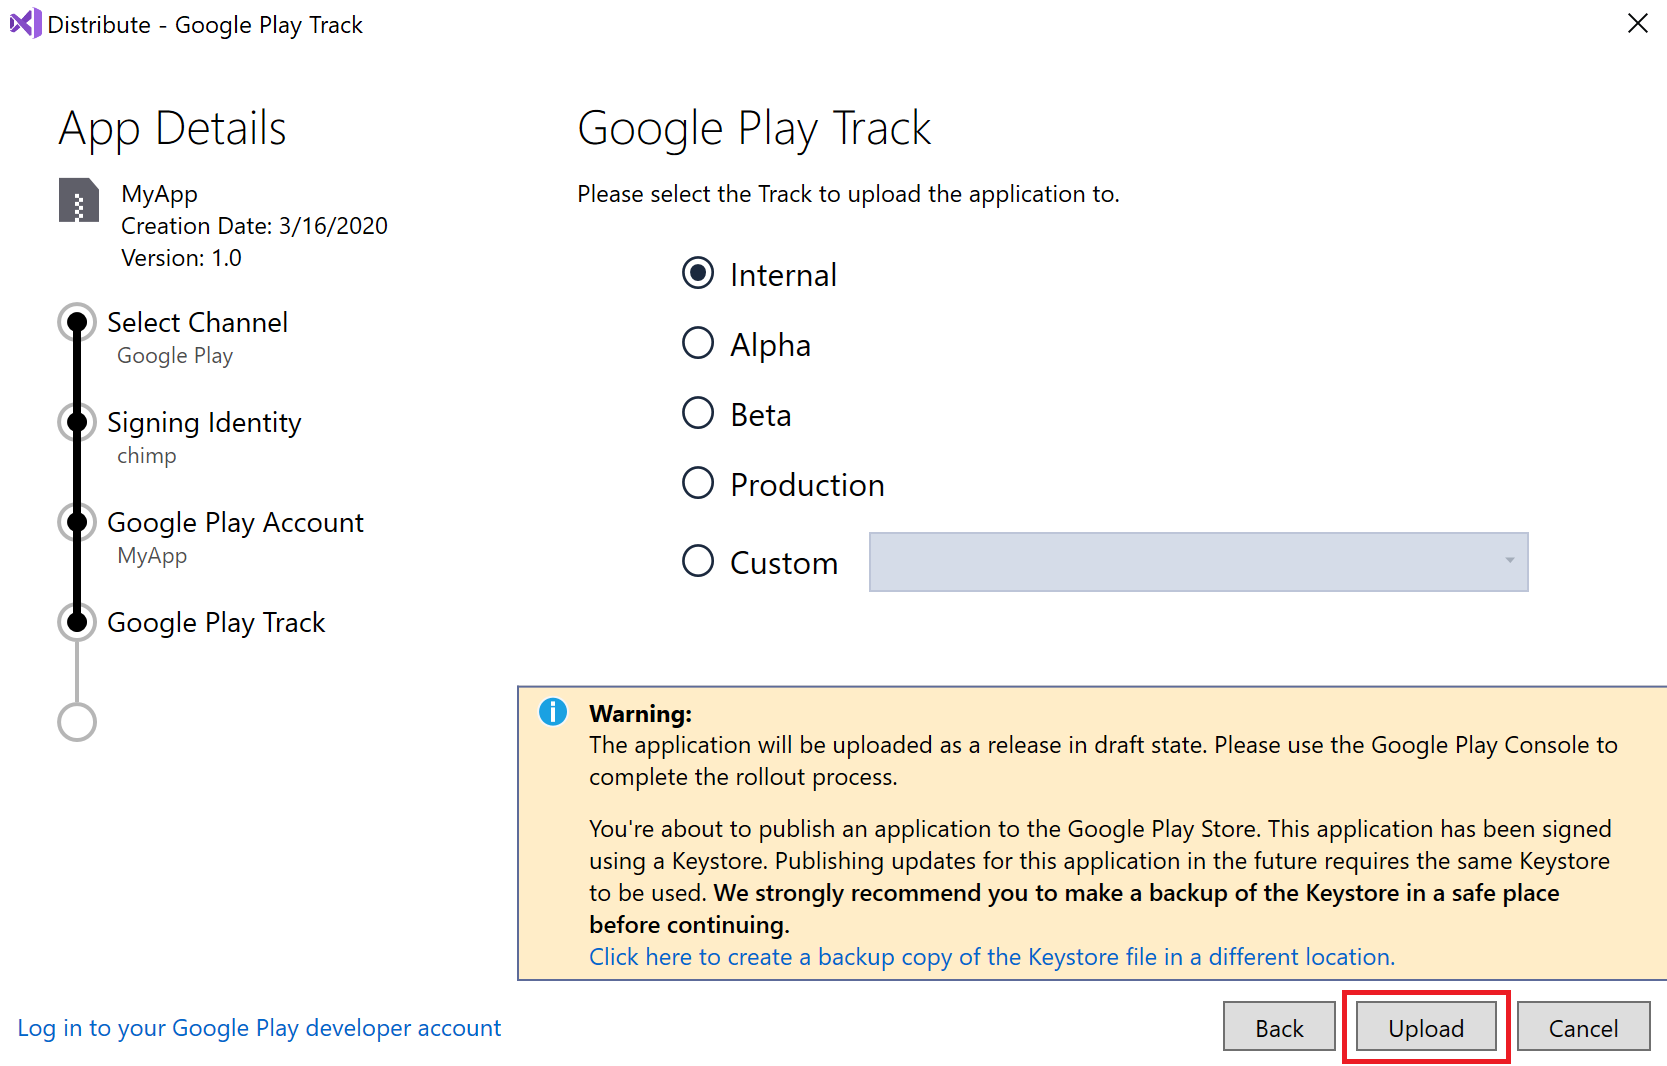 Distribute - Google Play Track
App Details
MyApp
Creation Date: 3/16/2020
Version: 1.0
Select Channel
Google Play
Signing Identity
chimp
Google Play Account
MyApp
Google Play Track
Google Play Track
Please select the Track to upload the application to.
Internal
Alpha
Beta
Production
Custom
Warning:
The application will be uploaded as a release in draft state. Please use the Google Play Console to
complete the rollout process.
You're about to publish an application to the Google Play Store. This application has been signed
using a Keystore. Publishing updates for this application in the future requires the same Keystore
to be used. We strongly recommend you to make a backup of the Keystore in a safe place
before continuing.
Click here to create a backup copy of the Keystore file in a different location.
Log in to your Google Play developer account
Back
Upload
Cancel